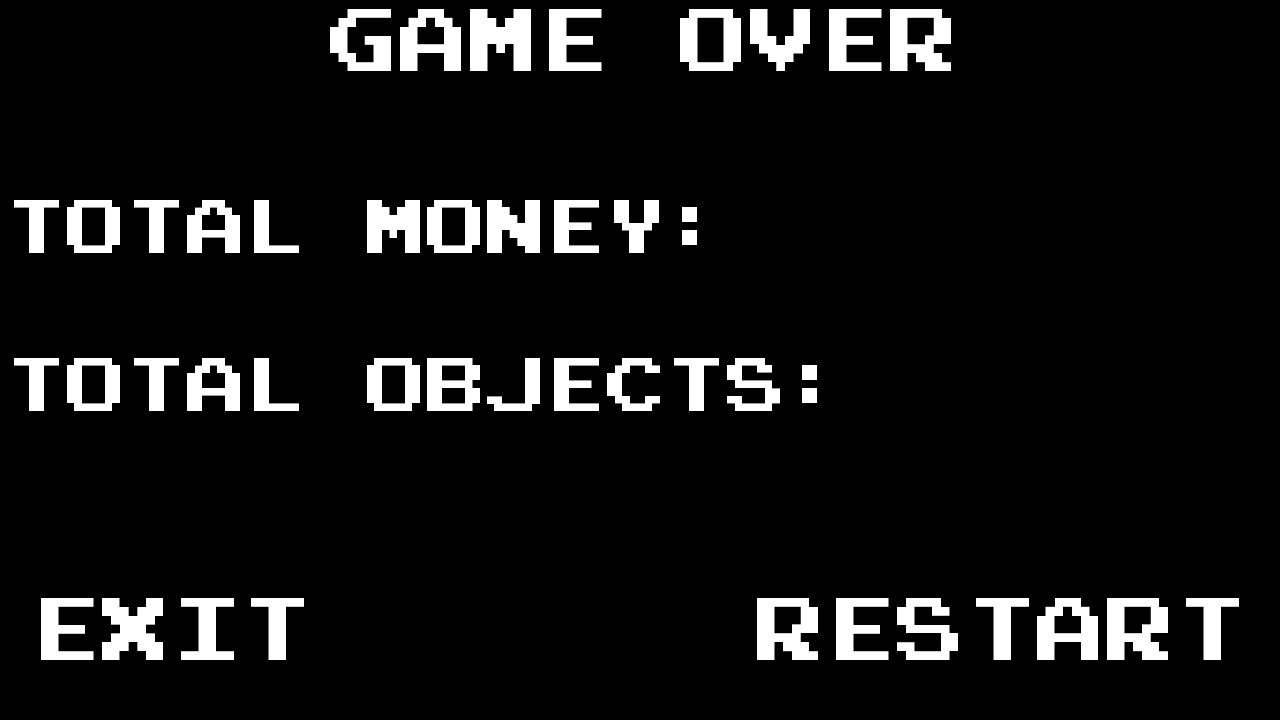 GAME OVER
TOTAL MONEY:
TOTAL OBJECTS:
EXIT
RESTART